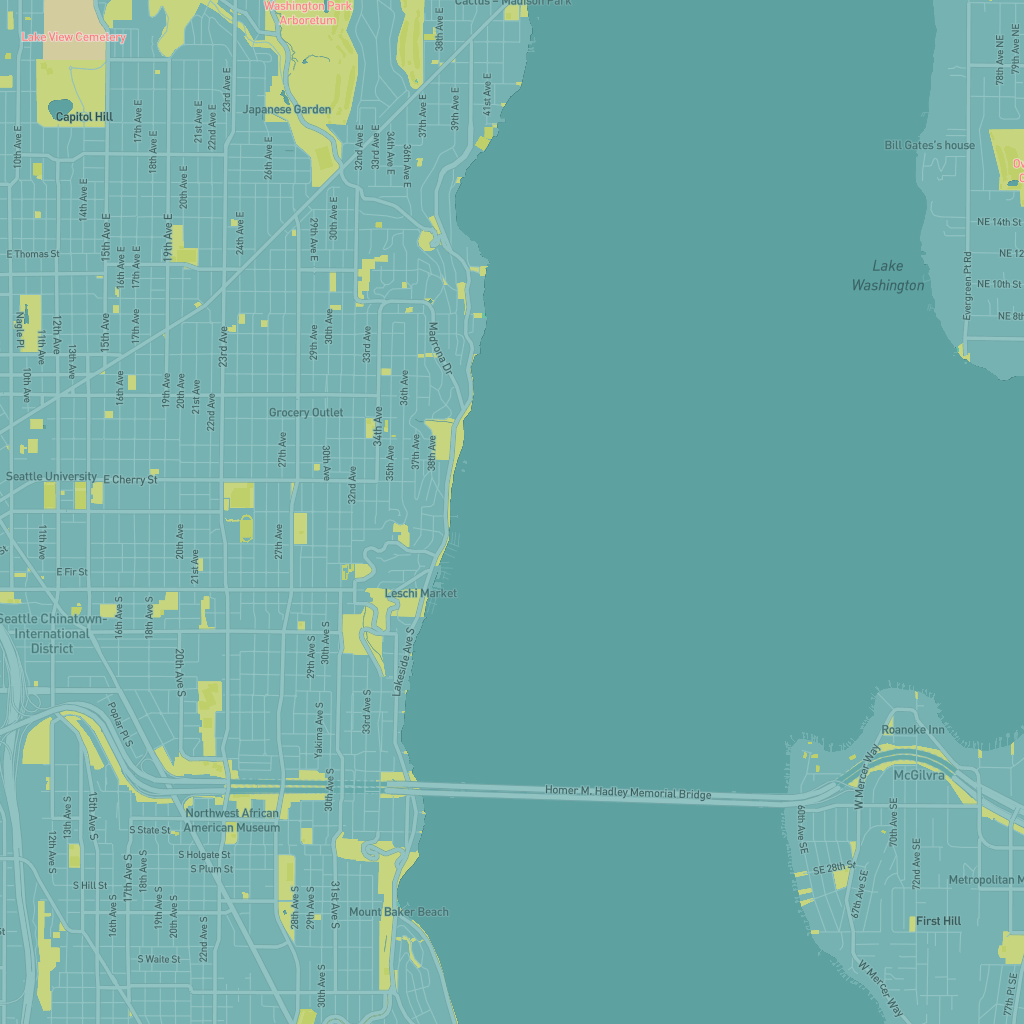 Cactus – Madison Park
Washington Park
Arboretum
Lake View Cemetery
38th Ave E
78th Ave NE
79th Ave NE
23rd Ave E
41st Ave E
Japanese Garden
Capitol Hill
39th Ave E
37th Ave E
17th Ave E
21st Ave E
22nd Ave E
10th Ave E
18th Ave E
26th Ave E
32nd Ave E
33rd Ave E
34th Ave E
36th Ave E
Bill Gates's house
14th Ave E
20th Ave E
15th Ave E
19th Ave E
24th Ave E
29th Ave E
30th Ave E
NE 14th St
E Thomas St
16th Ave E
17th Ave E
Lake
Washington
Evergreen Pt Rd
NE 12
NE 10th St
NE 8th
Nagle Pl
11th Ave
12th Ave
13th Ave
15th Ave
17th Ave
23rd Ave
29th Ave
30th Ave
33rd Ave
Madrona Dr
10th Ave
16th Ave
19th Ave
20th Ave
21st Ave
22nd Ave
36th Ave
Grocery Outlet
34th Ave
27th Ave
30th Ave
32nd Ave
35th Ave
37th Ave
38th Ave
Seattle University
E Cherry St
11th Ave
20th Ave
21st Ave
27th Ave
St
E Fir St
Leschi Market
16th Ave S
18th Ave S
Seattle Chinatown-
International
District
20th Ave S
29th Ave S
30th Ave S
Lakeside Ave S
33rd Ave S
Poplar Pl S
Yakima Ave S
Roanoke Inn
W Mercer Way
McGilvra
30th Ave S
Homer M. Hadley Memorial Bridge
13th Ave S
15th Ave S
12th Ave S
S State St
Northwest African
American Museum
60th Ave SE
70th Ave SE
72nd Ave SE
S Holgate St
S Plum St
S Hill St
17th Ave S
18th Ave S
SE 28th St
67th Ave SE
Metropolitan M
16th Ave S
19th Ave S
20th Ave S
22nd Ave S
28th Ave S
29th Ave S
31st Ave S
Mount Baker Beach
First Hill
St
S Waite St
30th Ave S
W Mercer Way
77th Pl SE